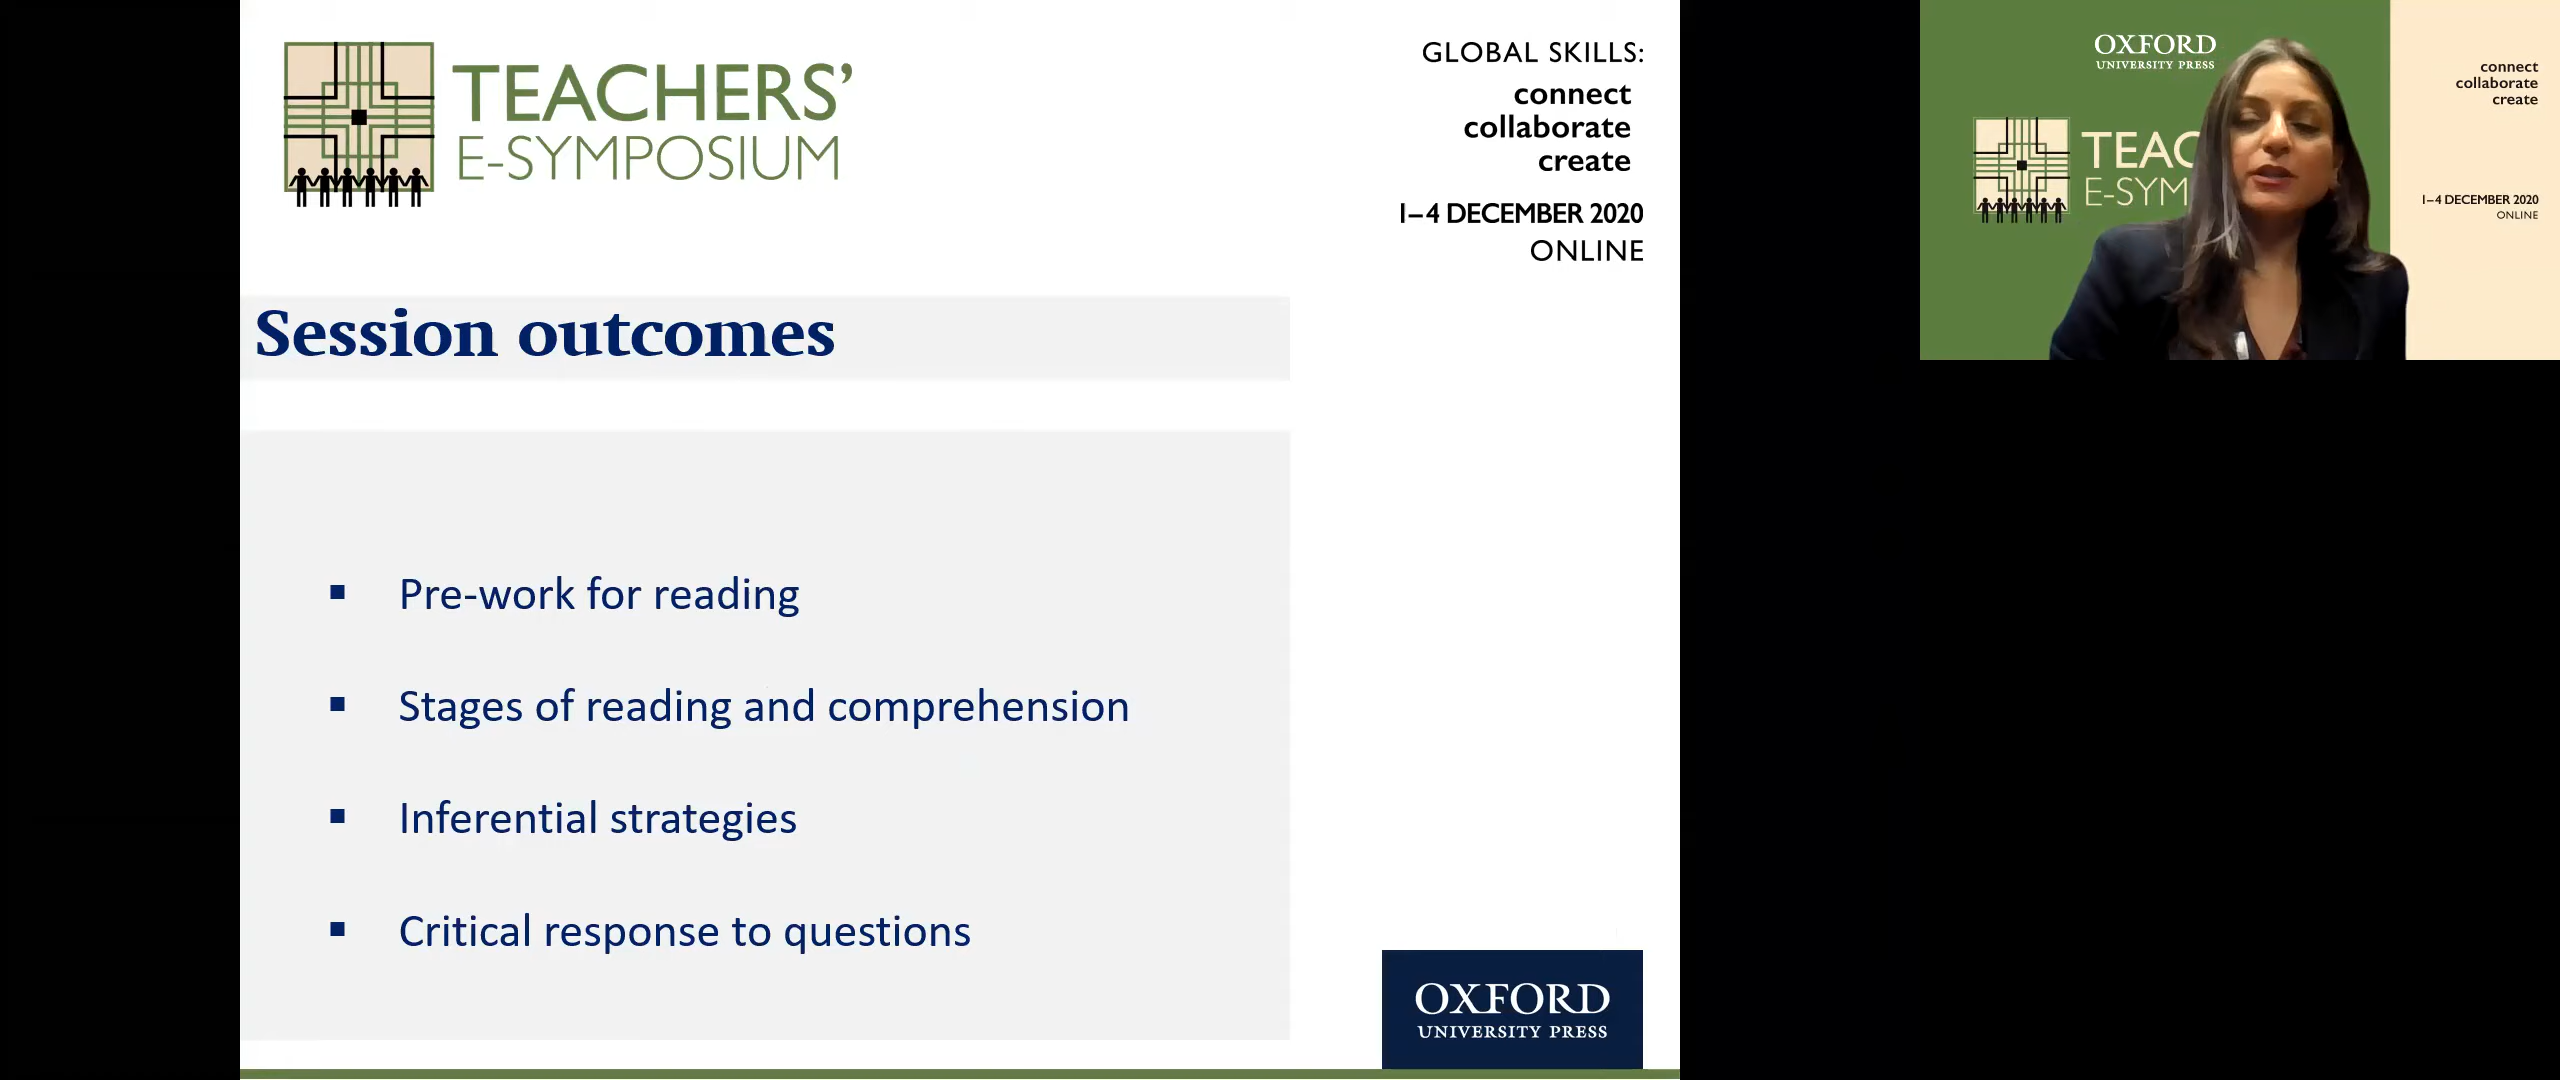 TEACHERS’
E-SYMPOSIUM
GLOBAL SKILLS:
connect
collaborate
create
1–4 DECEMBER 2020
ONLINE
Session outcomes
▪ Pre-work for reading
▪ Stages of reading and comprehension
▪ Inferential strategies
▪ Critical response to questions
OXFORD
UNIVERSITY PRESS
OXFORD
UNIVERSITY PRESS
TEAC
E-SYM
connect
collaborate
create
1–4 DECEMBER 2020
ONLINE